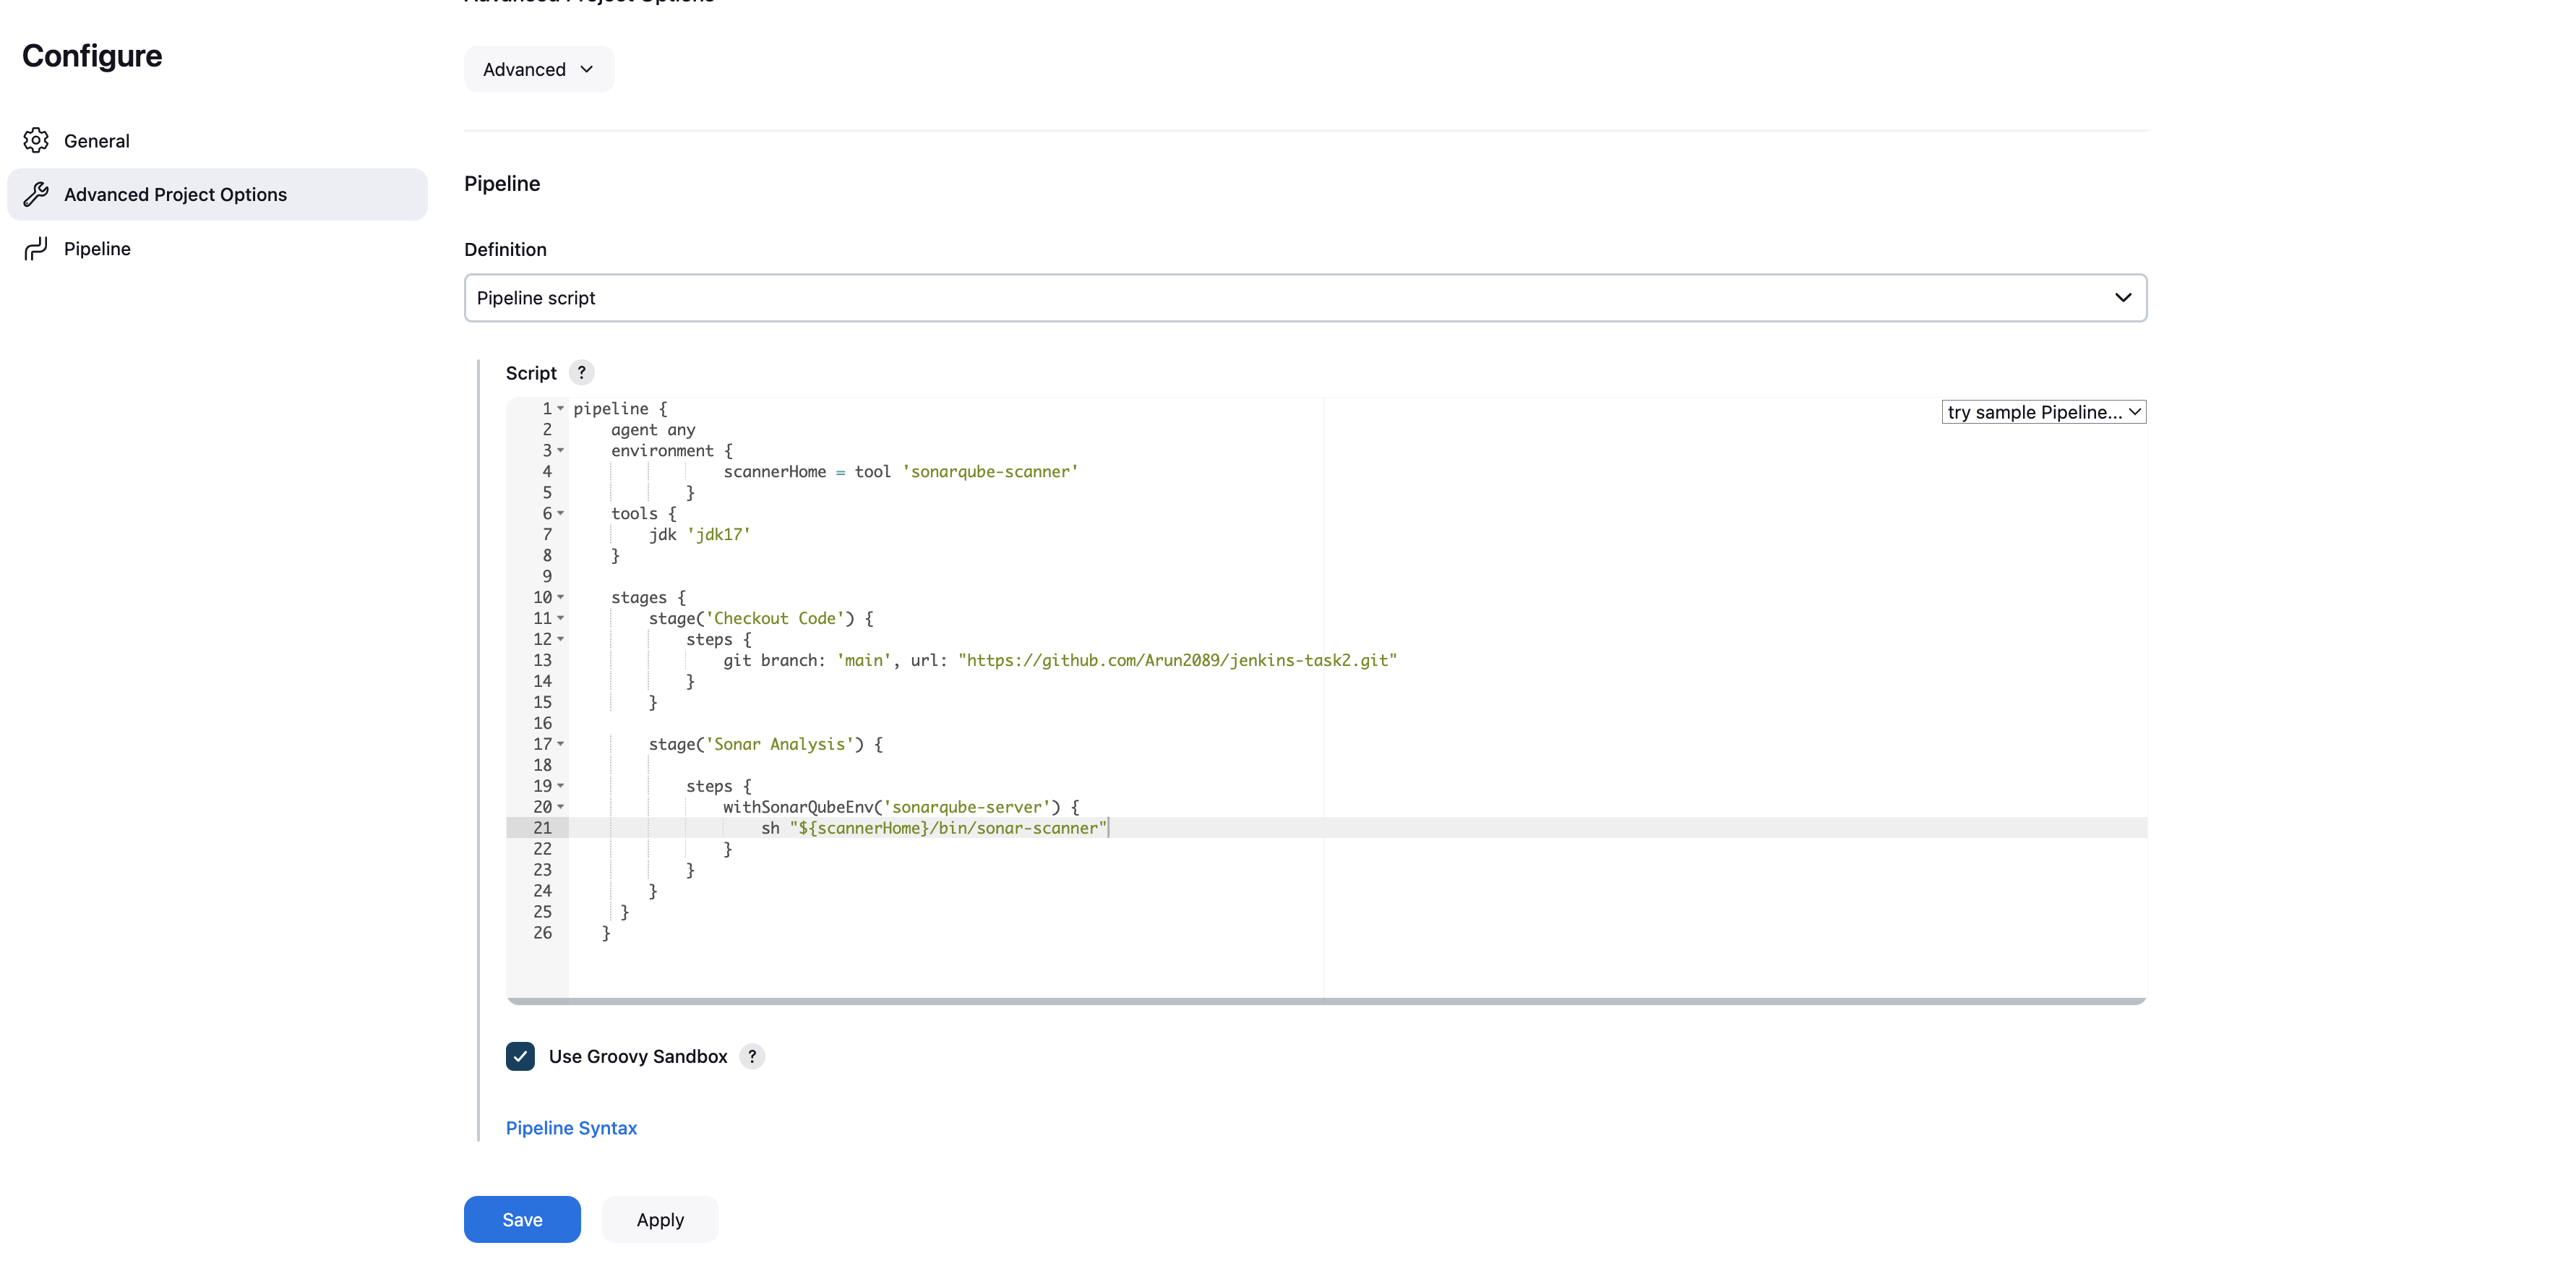 Advanced Project Options
Configure
Advanced
General
Advanced Project Options
Pipeline
Pipeline
Definition
Pipeline script
Script ?
try sample Pipeline...
1 pipeline {
2     agent any
3     environment {
4                 scannerHome = tool 'sonarqube-scanner'
5             }
6     tools {
7         jdk 'jdk17'
8     }
9
10     stages {
11         stage('Checkout Code') {
12             steps {
13                 git branch: 'main', url: "https://github.com/Arun2089/jenkins-task2.git"
14             }
15         }
16
17         stage('Sonar Analysis') {
18
19             steps {
20                 withSonarQubeEnv('sonarqube-server') {
21                     sh "${scannerHome}/bin/sonar-scanner"
22                 }
23             }
24         }
25      }
26    }
Use Groovy Sandbox ?
Pipeline Syntax
Save
Apply